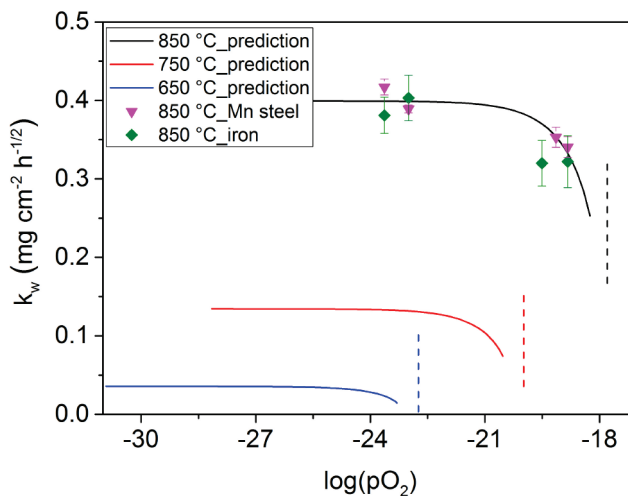 0.5
0.4
0.3
0.2
0.1
0.0
k_w (mg cm⁻² h⁻¹/²)
850 °C_prediction
750 °C_prediction
650 °C_prediction
850 °C_Mn steel
850 °C_iron
-30 -27 -24 -21 -18
log(pO₂)